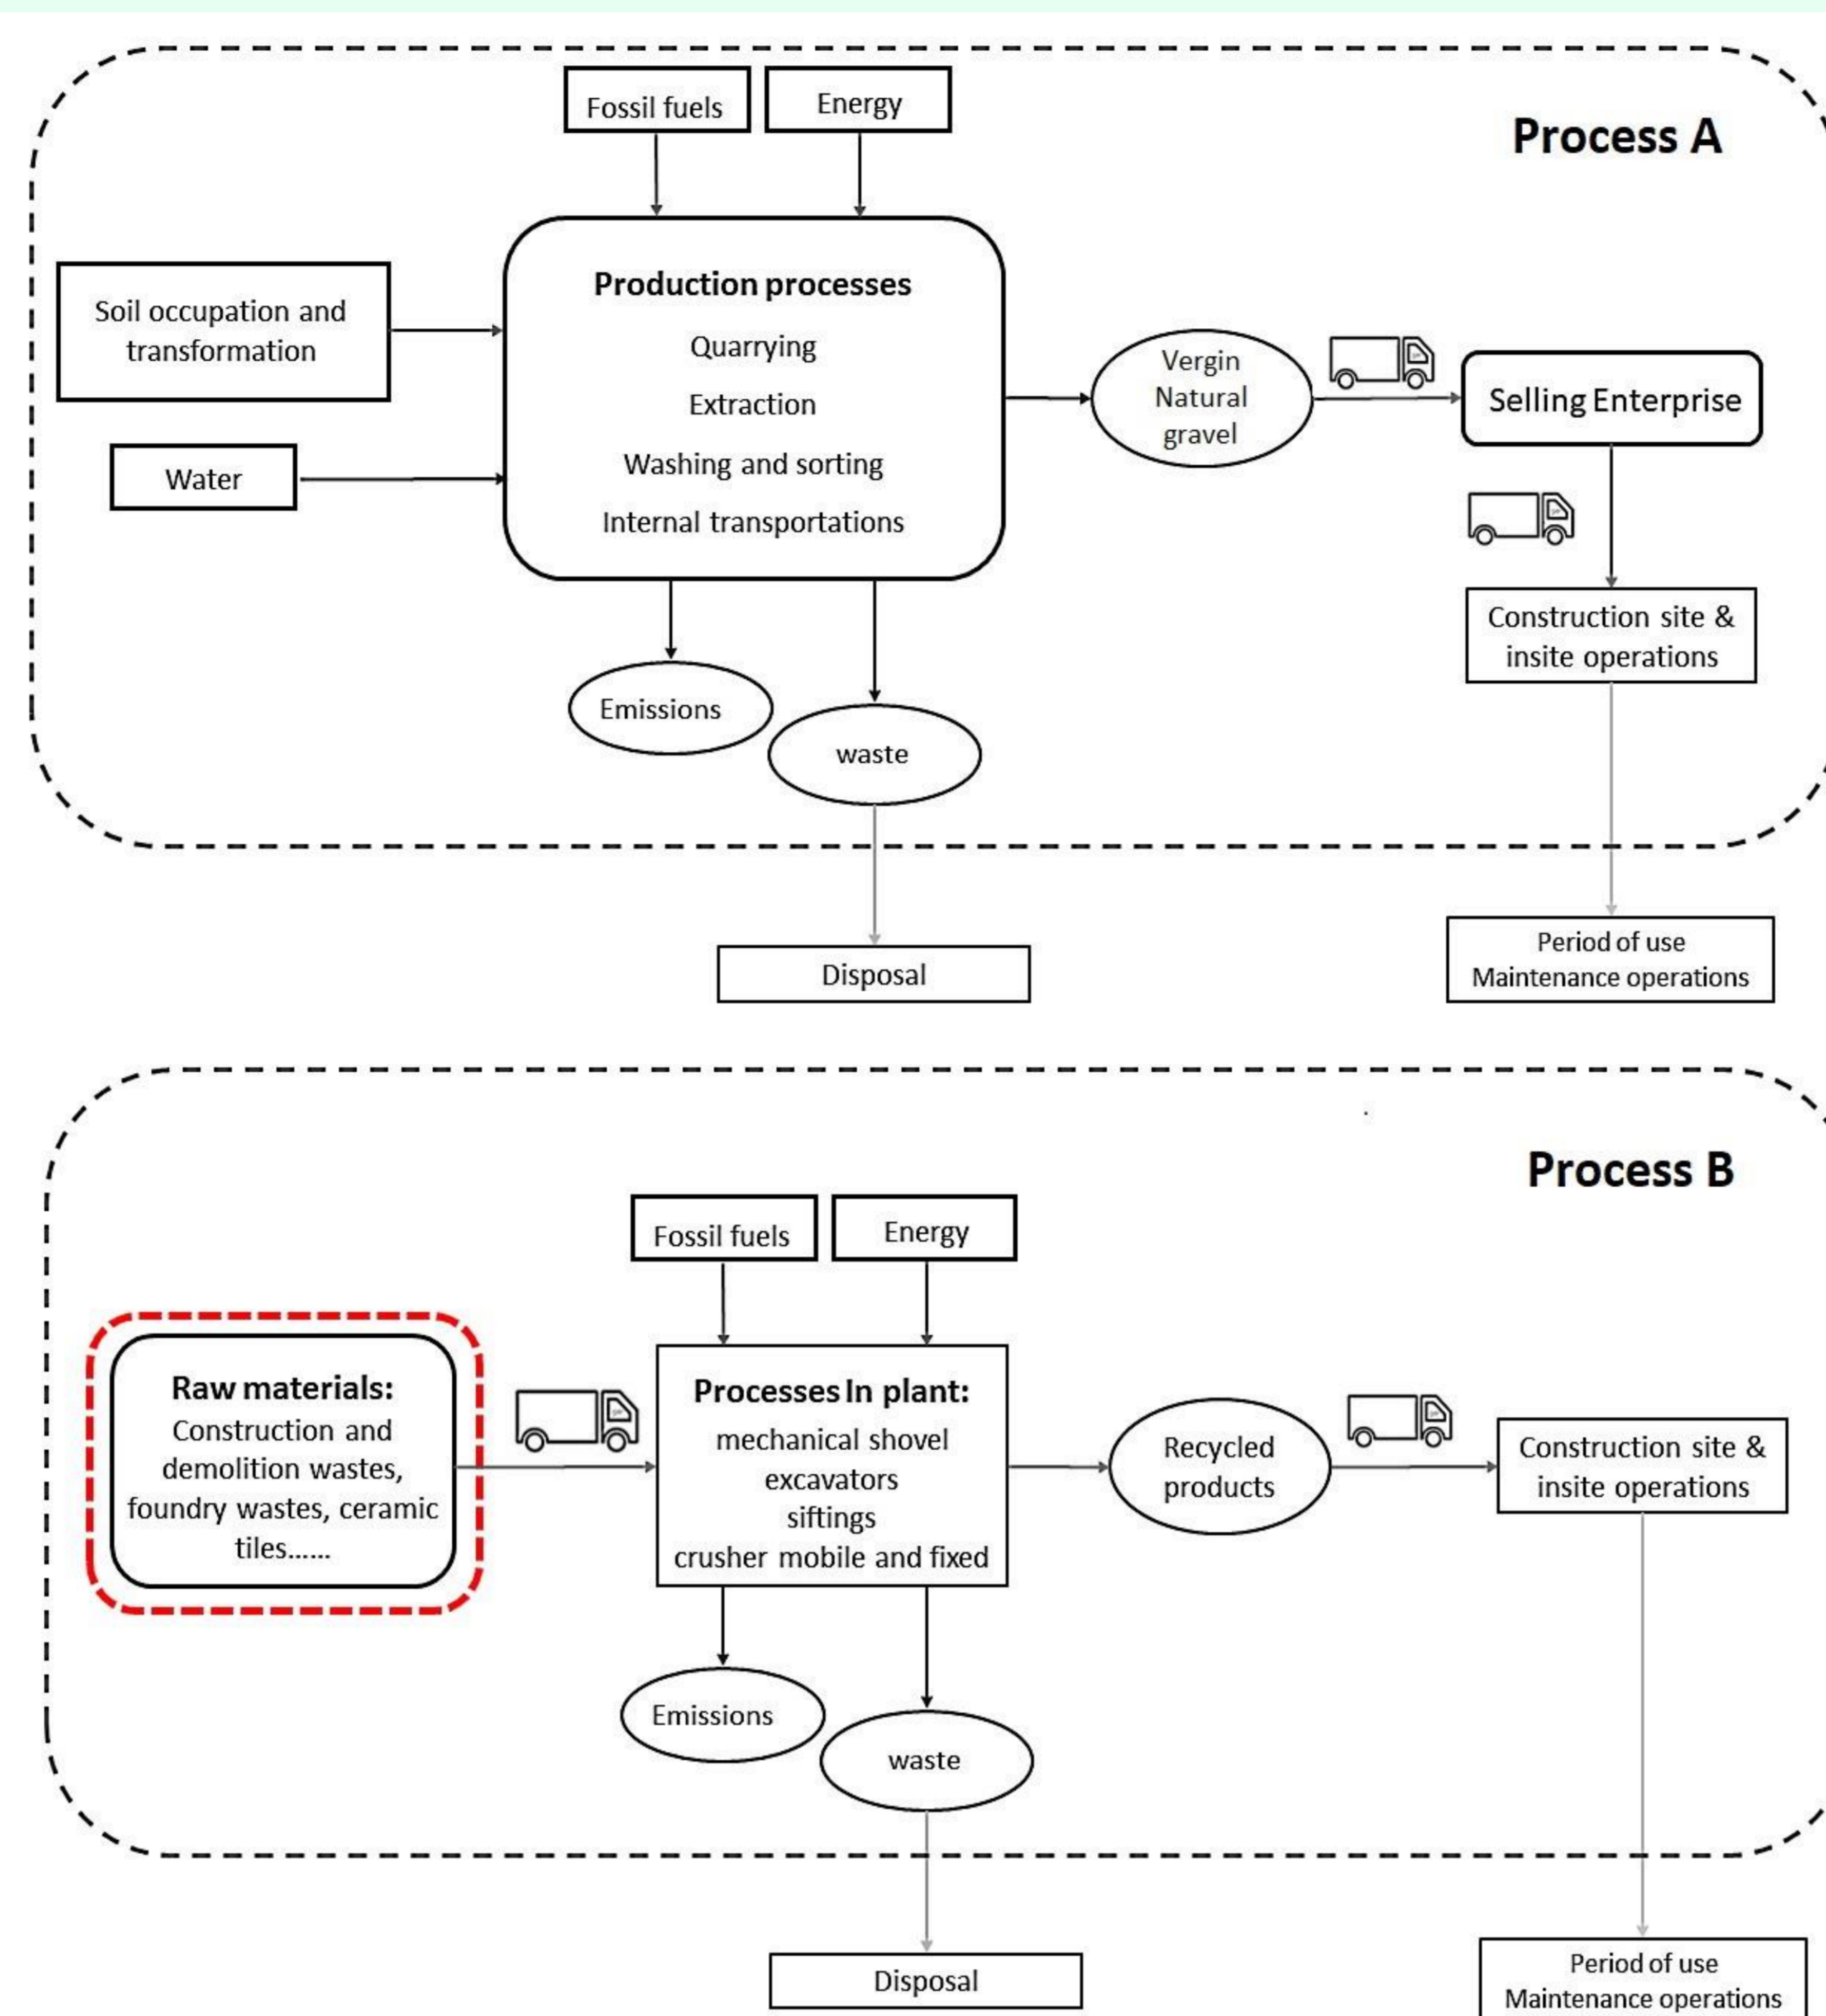 Process A
Fossil fuels
Energy
Soil occupation and
transformation
Water
Production processes
Quarrying
Extraction
Washing and sorting
Internal transportations
Vergin
Natural
gravel
Selling Enterprise
Construction site &
insite operations
Emissions
waste
Disposal
Period of use
Maintenance operations
Process B
Fossil fuels
Energy
Raw materials:
Construction and
demolition wastes,
foundry wastes, ceramic
tiles......
Processes In plant:
mechanical shovel
excavators
siftings
crusher mobile and fixed
Recycled
products
Construction site &
insite operations
Emissions
waste
Disposal
Period of use
Maintenance operations